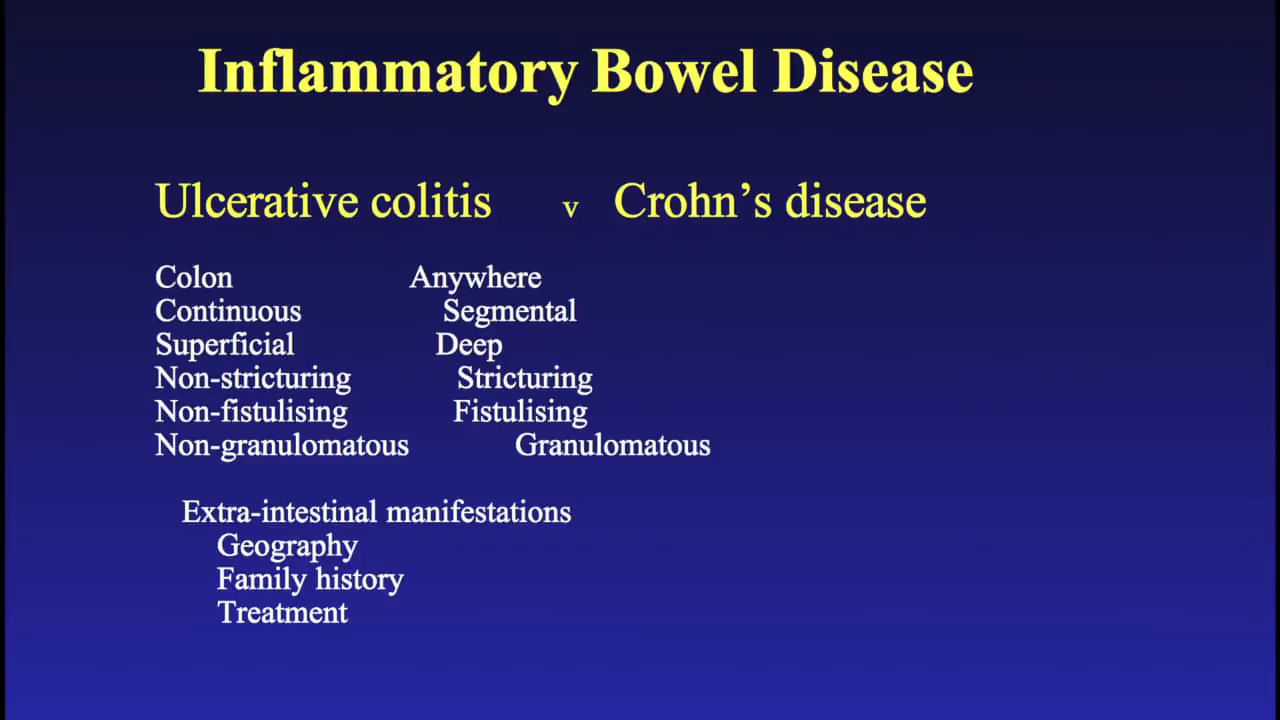 Inflammatory Bowel Disease
Ulcerative colitis v Crohn's disease
Colon Anywhere
Continuous Segmental
Superficial Deep
Non-stricturing Stricturing
Non-fistulising Fistulising
Non-granulomatous Granulomatous
Extra-intestinal manifestations
Geography
Family history
Treatment